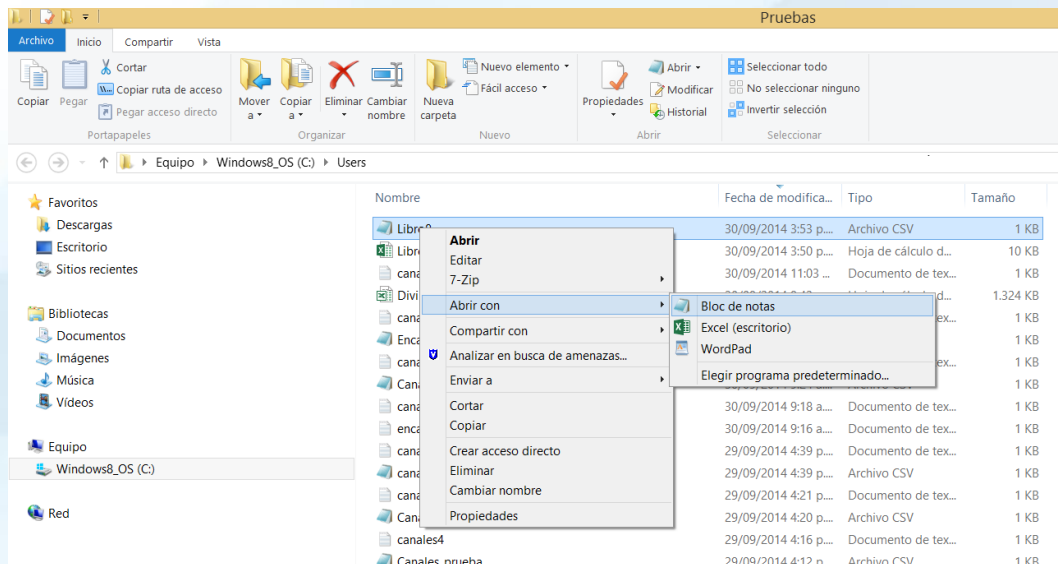 Pruebas
Archivo Inicio Compartir Vista
Copiar
Pegar
Cortar
Copiar ruta de acceso
Pegar acceso directo
Portapapeles
Mover a
Copiar a
Eliminar
Cambiar nombre
Organizar
Nueva carpeta
Nuevo elemento
Fácil acceso
Nuevo
Propiedades
Abrir
Modificar
Historial
Abrir
Seleccionar todo
No seleccionar ninguno
Invertir selección
Seleccionar
Equipo Windows8_OS (C:) Users
Favoritos
Descargas
Escritorio
Sitios recientes
Bibliotecas
Documentos
Imágenes
Música
Vídeos
Equipo
Windows8_OS (C:)
Red
Nombre Fecha de modifica... Tipo Tamaño
30/09/2014 3:53 p.... Archivo CSV 1 KB
30/09/2014 3:50 p.... Hoja de cálculo d... 10 KB
30/09/2014 11:03 ... Documento de tex... 1 KB
1.324 KB
1 KB
1 KB
1 KB
1 KB
30/09/2014 9:18 a.... Documento de tex... 1 KB
30/09/2014 9:16 a.... Documento de tex... 1 KB
29/09/2014 4:39 p.... Documento de tex... 1 KB
29/09/2014 4:39 p.... Archivo CSV 1 KB
29/09/2014 4:21 p.... Documento de tex... 1 KB
29/09/2014 4:20 p.... Archivo CSV 1 KB
canales4 29/09/2014 4:16 p.... Documento de tex... 1 KB
Canales_prueba 29/09/2014 4:12 p.... Archivo CSV 1 KB
Abrir
Editar
7-Zip
Abrir con
Compartir con
Analizar en busca de amenazas...
Enviar a
Cortar
Copiar
Crear acceso directo
Eliminar
Cambiar nombre
Propiedades
Bloc de notas
Excel (escritorio)
WordPad
Elegir programa predeterminado...